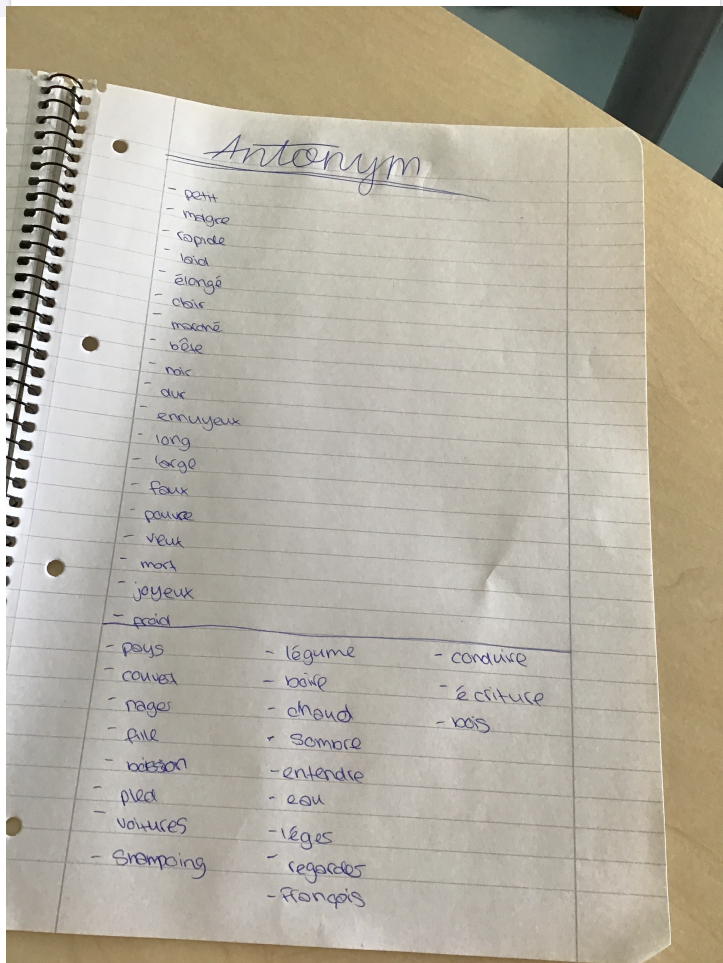 Antonym
- petit
- maigre
- rapide
- laid
- élongé
- clair
- marché
- bête
- noir
- dur
- ennuyeux
- long
- large
- faux
- pauvre
- vieux
- mort
- joyeux
- froid
- pays
- nager
- fille
- boisson
- pied
- voitures
- Shampoing
- légume
- boire
- chaud
- Sombre
- entendre
- eau
- léger
- regarder
- français
- conduire
- écriture
- bois